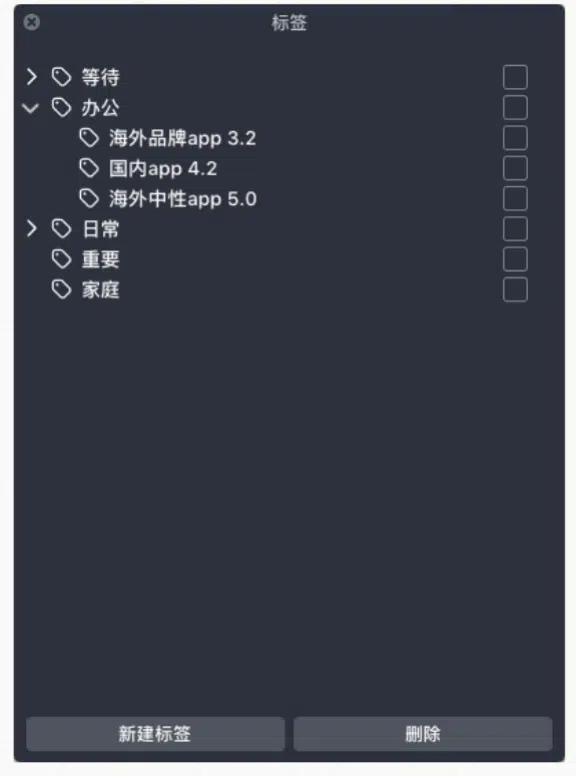 标签
等待
办公
海外品牌app 3.2
国内app 4.2
海外中性app 5.0
日常
重要
家庭
新建标签 删除